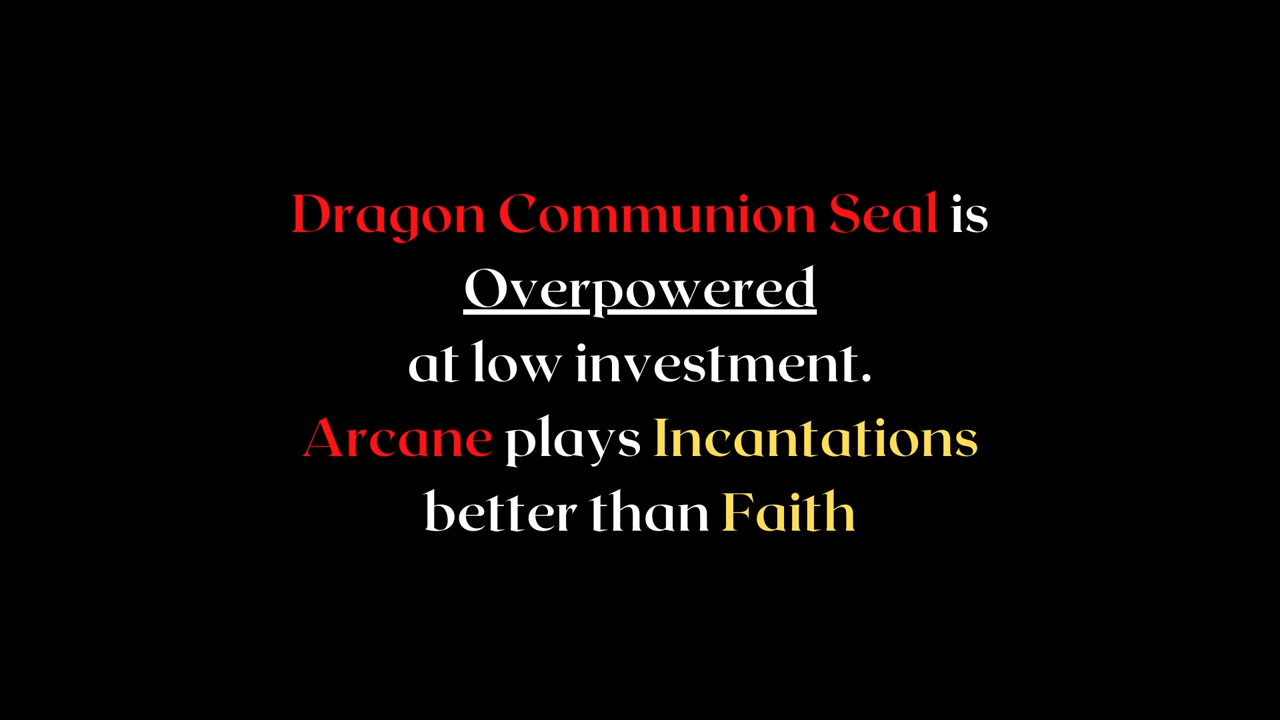 Dragon Communion Seal is
Overpowered
at low investment.
Arcane plays Incantations
better than Faith